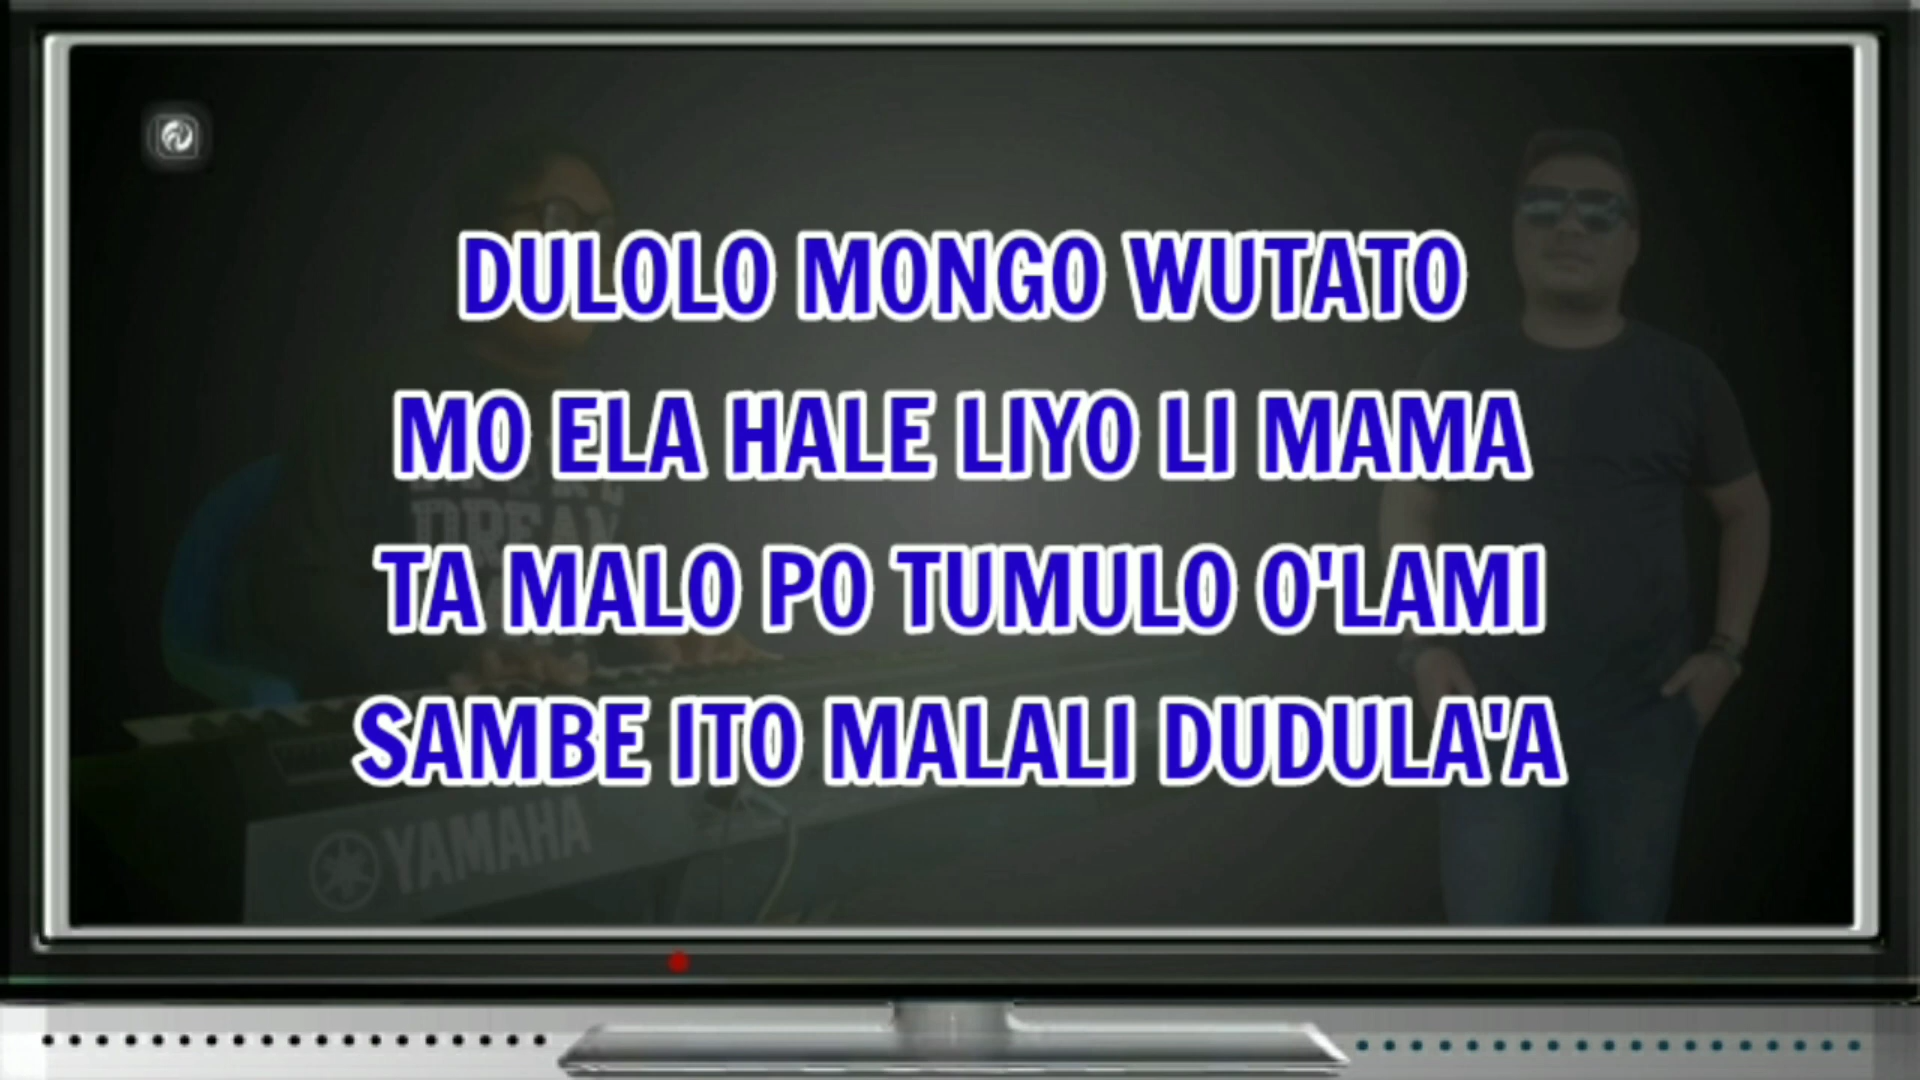 DULOLO MONGO WUTATO
MO ELA HALE LIYO LI MAMA
TA MALO PO TUMULO O'LAMI
SAMBE ITO MALALI DUDULA'A
YAMAHA